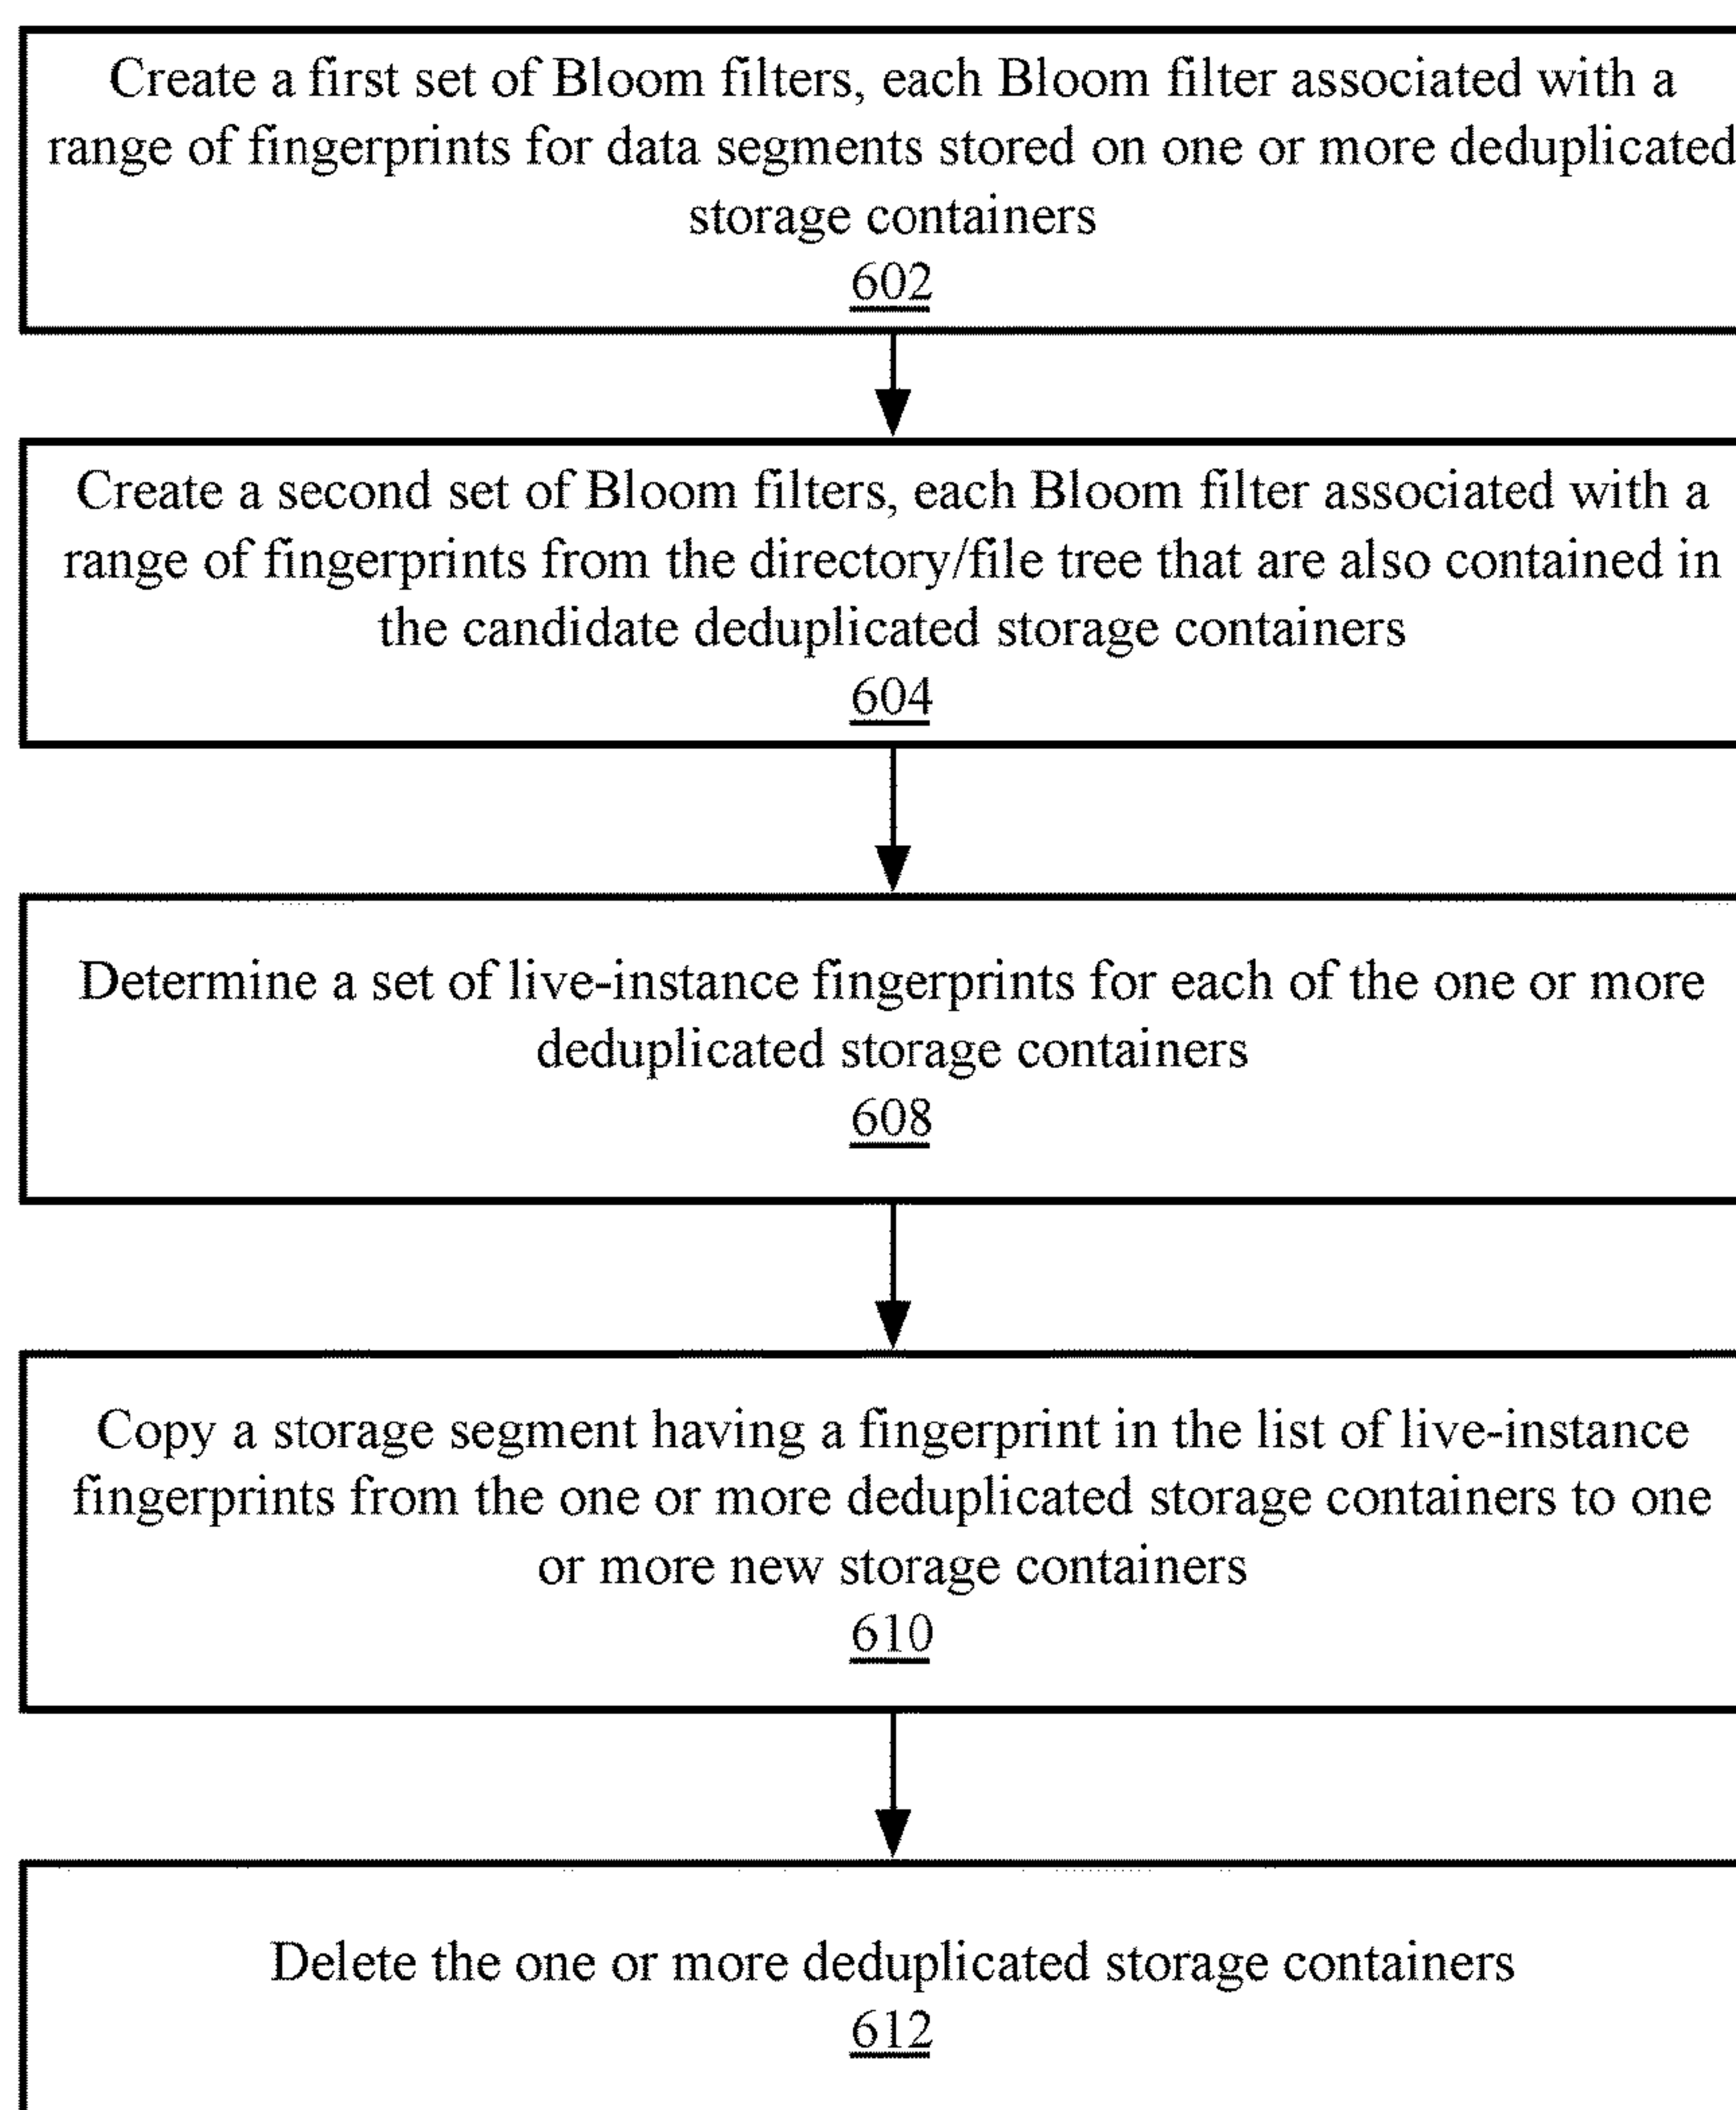 Create a first set of Bloom filters, each Bloom filter associated with a
range of fingerprints for data segments stored on one or more deduplicated
storage containers
602
Create a second set of Bloom filters, each Bloom filter associated with a
range of fingerprints from the directory/file tree that are also contained in
the candidate deduplicated storage containers
604
Determine a set of live-instance fingerprints for each of the one or more
deduplicated storage containers
608
Copy a storage segment having a fingerprint in the list of live-instance
fingerprints from the one or more deduplicated storage containers to one
or more new storage containers
610
Delete the one or more deduplicated storage containers
612